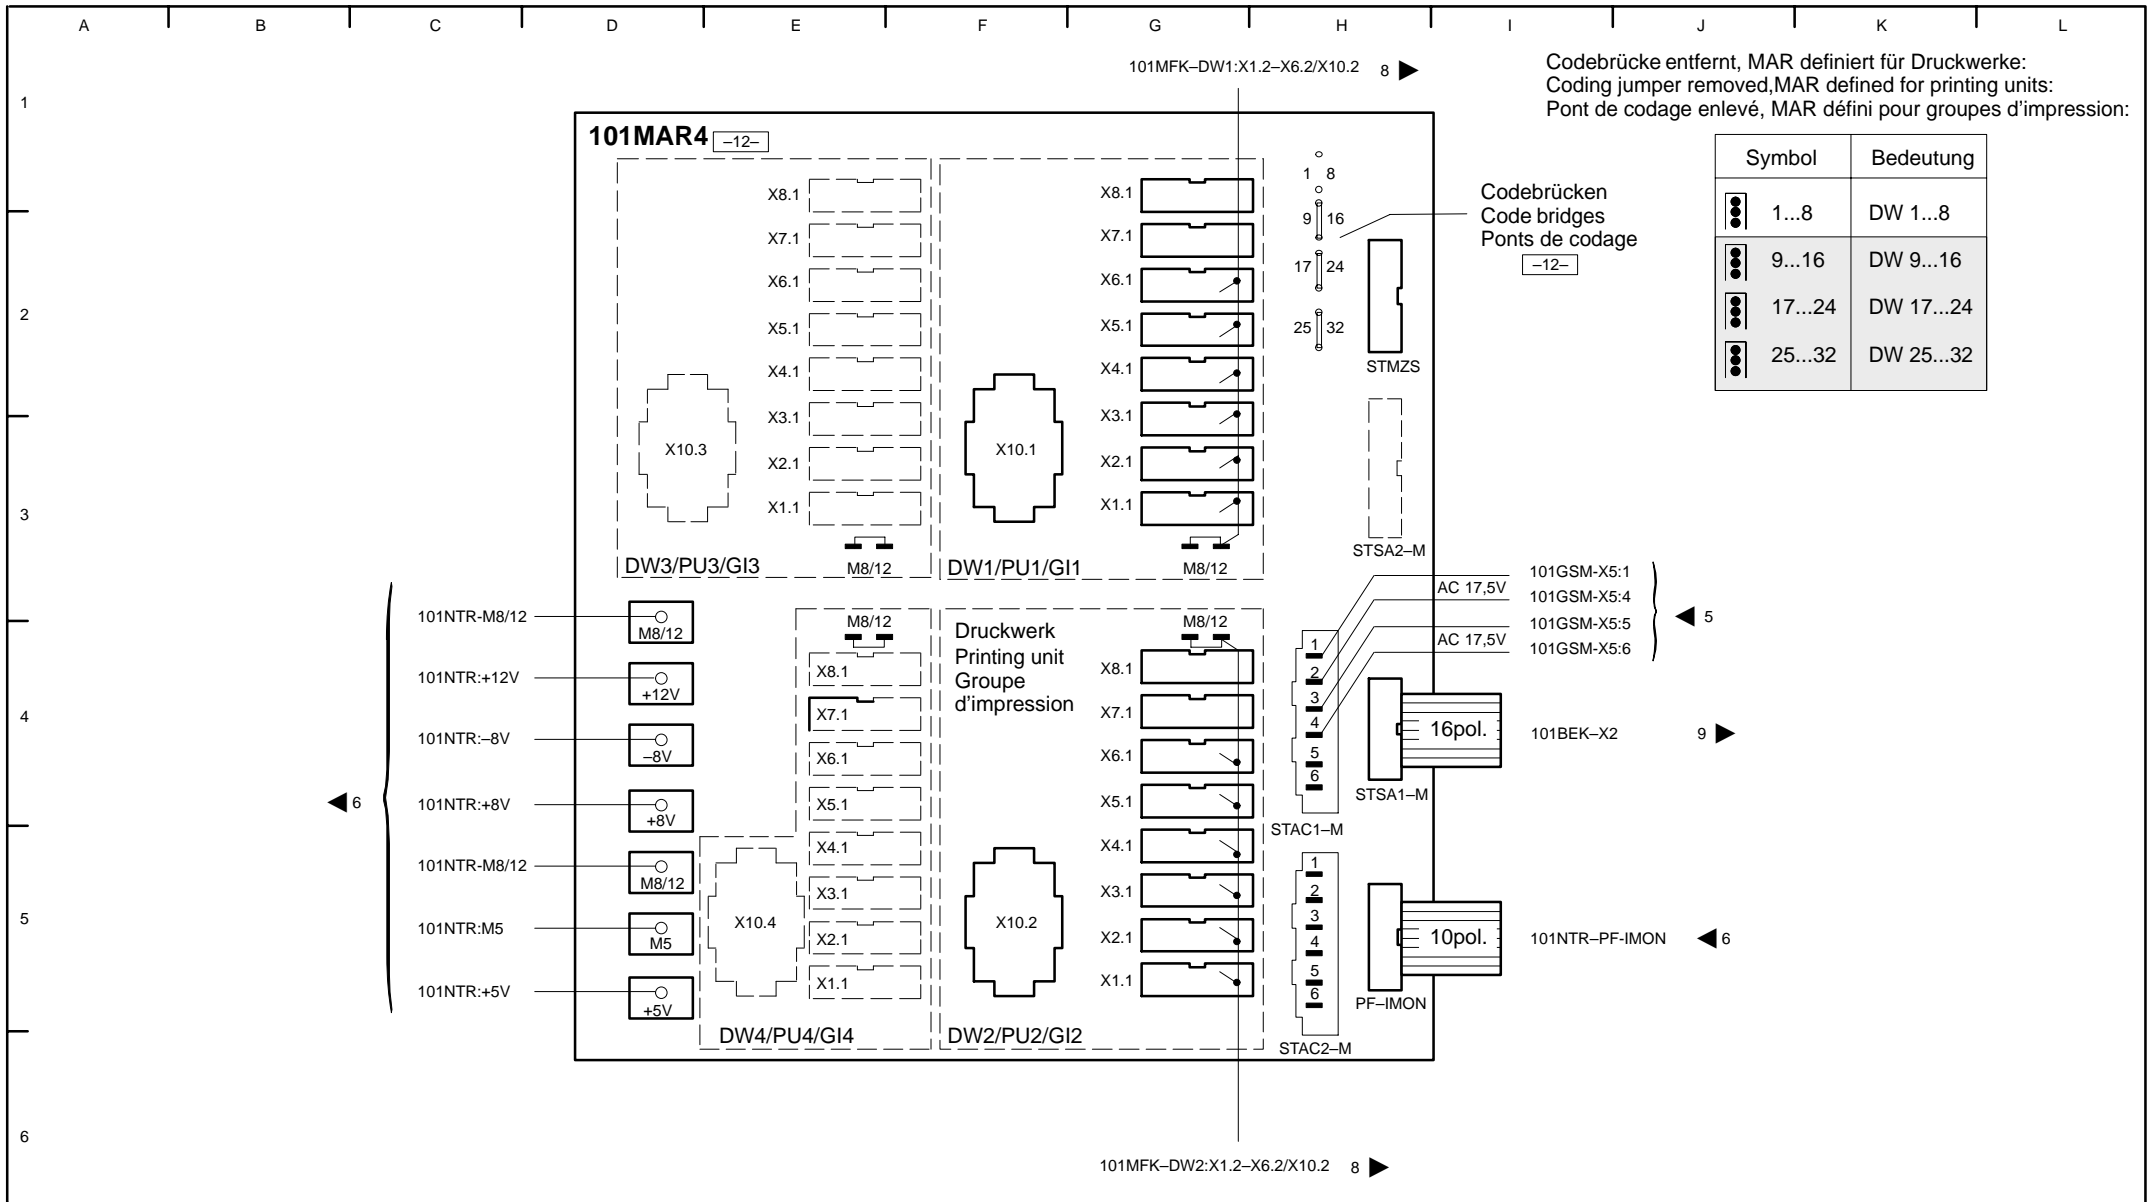 A B C D E F G H I J K L
1
2
3
4
5
6
101MFK–DW1:X1.2–X6.2/X10.2 8
Codebrücke entfernt, MAR definiert für Druckwerke:
Coding jumper removed,MAR defined for printing units:
Pont de codage enlevé, MAR défini pour groupes d'impression:
Symbol Bedeutung
1...8 DW 1...8
9...16 DW 9...16
17...24 DW 17...24
25...32 DW 25...32
101MAR4 –12–
X8.1
X7.1
X6.1
X5.1
X4.1
X3.1
X2.1
X1.1
X10.3
M8/12
DW3/PU3/GI3
X8.1
X7.1
X6.1
X5.1
X4.1
X3.1
X2.1
X1.1
X10.1
M8/12
DW1/PU1/GI1
1 8
9 16
17 24
25 32
Codebrücken
Code bridges
Ponts de codage
–12–
STMZS
STSA2–M
101GSM-X5:1
AC 17,5V
101GSM-X5:4
101GSM-X5:5
AC 17,5V
101GSM-X5:6
5
6
101NTR-M8/12
M8/12
101NTR:+12V
+12V
101NTR:–8V
–8V
101NTR:+8V
+8V
101NTR-M8/12
M8/12
101NTR:M5
M5
101NTR:+5V
+5V
M8/12
X8.1
X7.1
X6.1
X5.1
X4.1
X3.1
X2.1
X1.1
X10.4
DW4/PU4/GI4
Druckwerk
Printing unit
Groupe
d'impression
M8/12
X8.1
X7.1
X6.1
X5.1
X4.1
X3.1
X2.1
X1.1
X10.2
DW2/PU2/GI2
1
2
3
4
5
6
STAC1–M
16pol.
STSA1–M
101BEK–X2 9
1
2
3
4
5
6
STAC2–M
10pol.
PF–IMON
101NTR–PF-IMON 6
101MFK–DW2:X1.2–X6.2/X10.2 8